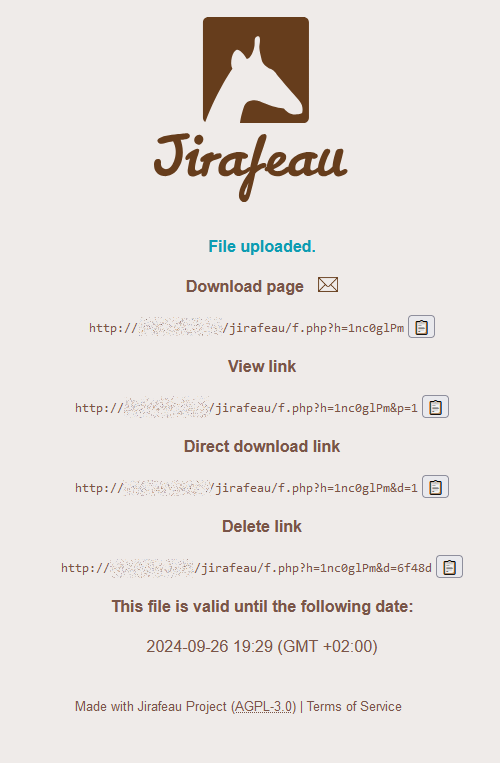 Jirafeau
File uploaded.
Download page
http:// /jirafeau/f.php?h=1nc0glPm
View link
http:// /jirafeau/f.php?h=1nc0glPm&p=1
Direct download link
http:// /jirafeau/f.php?h=1nc0glPm&d=1
Delete link
http:// /jirafeau/f.php?h=1nc0glPm&d=6f48d
This file is valid until the following date:
2024-09-26 19:29 (GMT +02:00)
Made with Jirafeau Project (AGPL-3.0) | Terms of Service